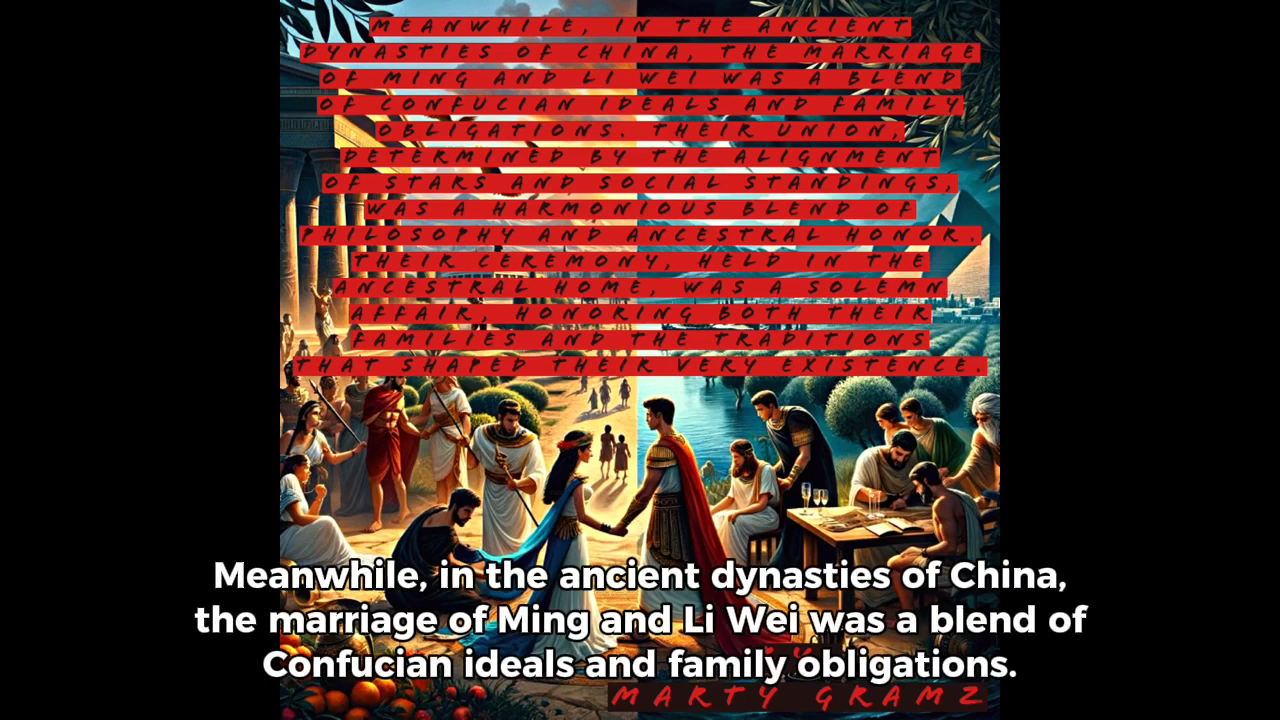 MEANWHILE, IN THE ANCIENT
DYNASTIES OF CHINA, THE MARRIAGE
OF MING AND LI WEI WAS A BLEND
OF CONFUCIAN IDEALS AND FAMILY
OBLIGATIONS. THEIR UNION,
DETERMINED BY THE ALIGNMENT
OF STARS AND SOCIAL STANDINGS,
WAS A HARMONIOUS BLEND OF
PHILOSOPHY AND ANCESTRAL HONOR.
THEIR CEREMONY, HELD IN THE
ANCESTRAL HOME, WAS A SOLEMN
AFFAIR, HONORING BOTH THEIR
FAMILIES AND THE TRADITIONS
THAT SHAPED THEIR VERY EXISTENCE.
Meanwhile, in the ancient dynasties of China,
the marriage of Ming and Li Wei was a blend of
Confucian ideals and family obligations.
MARTY GRAMZ